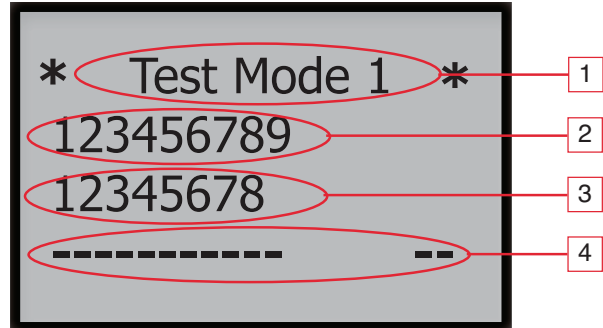 * Test Mode 1 * 1
123456789 2
12345678 3
----------- -- 4